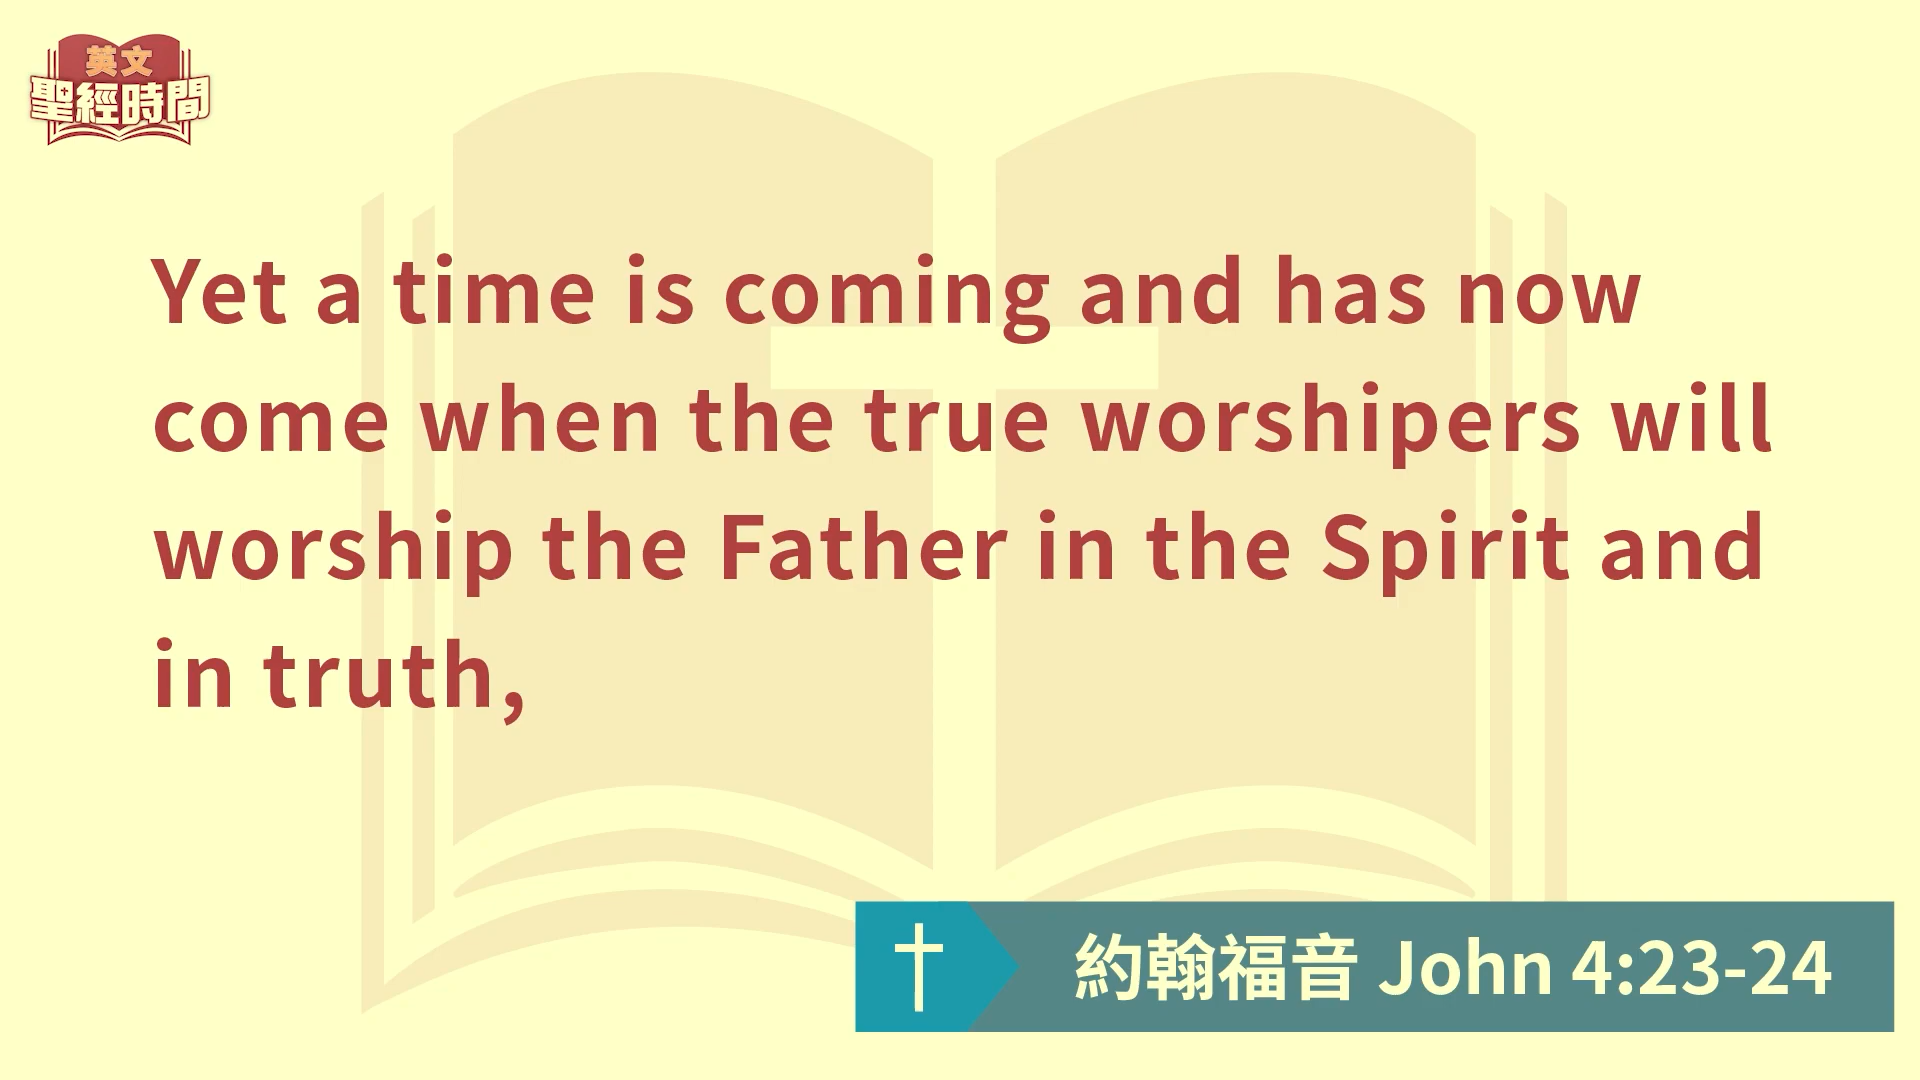 英文
聖經時間
Yet a time is coming and has now
come when the true worshipers will
worship the Father in the Spirit and
in truth,
約翰福音 John 4:23-24